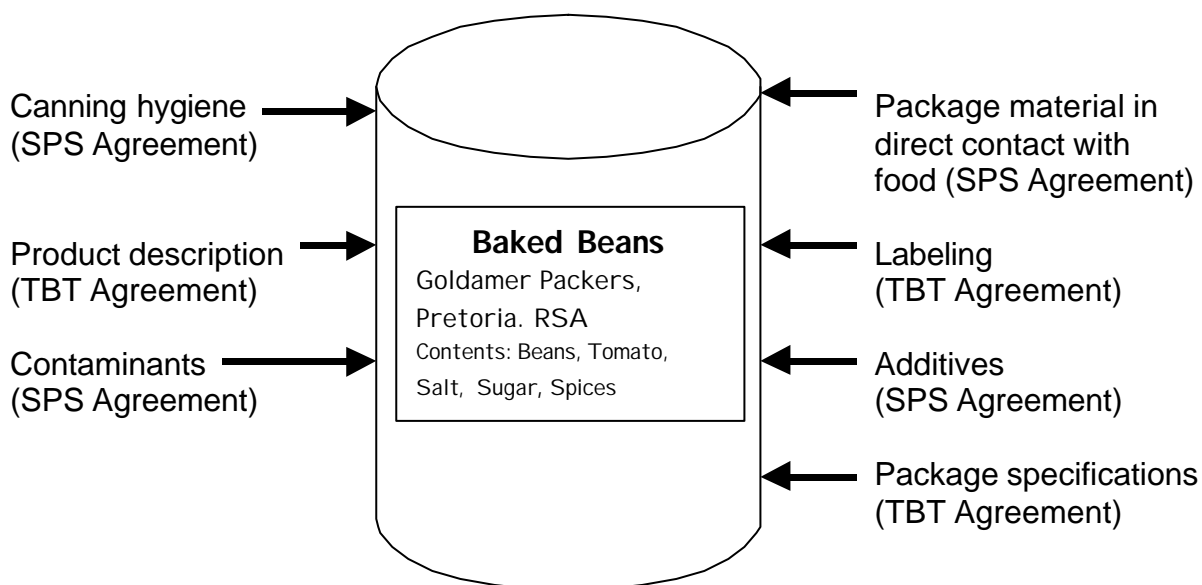 Canning hygiene
(SPS Agreement)
Product description
(TBT Agreement)
Contaminants
(SPS Agreement)
Baked Beans
Goldamer Packers,
Pretoria. RSA
Contents: Beans, Tomato,
Salt, Sugar, Spices
Package material in
direct contact with
food (SPS Agreement)
Labeling
(TBT Agreement)
Additives
(SPS Agreement)
Package specifications
(TBT Agreement)